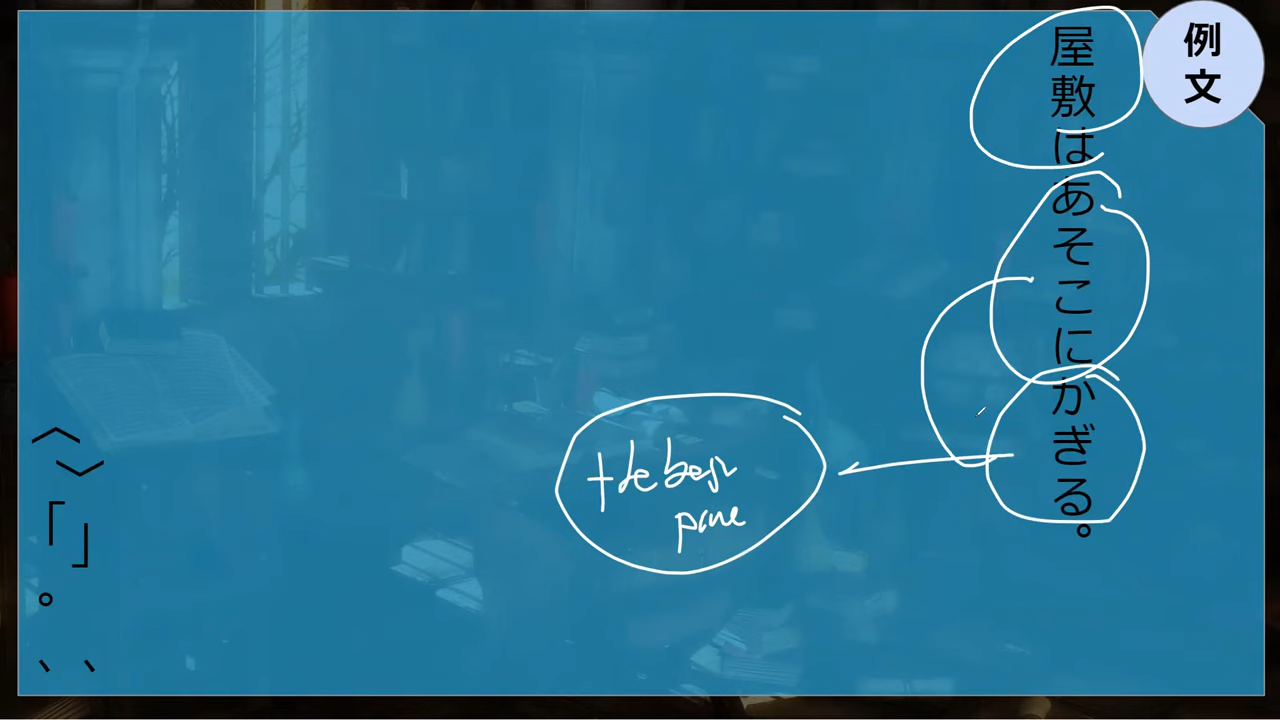 例文
屋敷はあそこにかぎる。
the best
place
〈〉
「」
。
、、